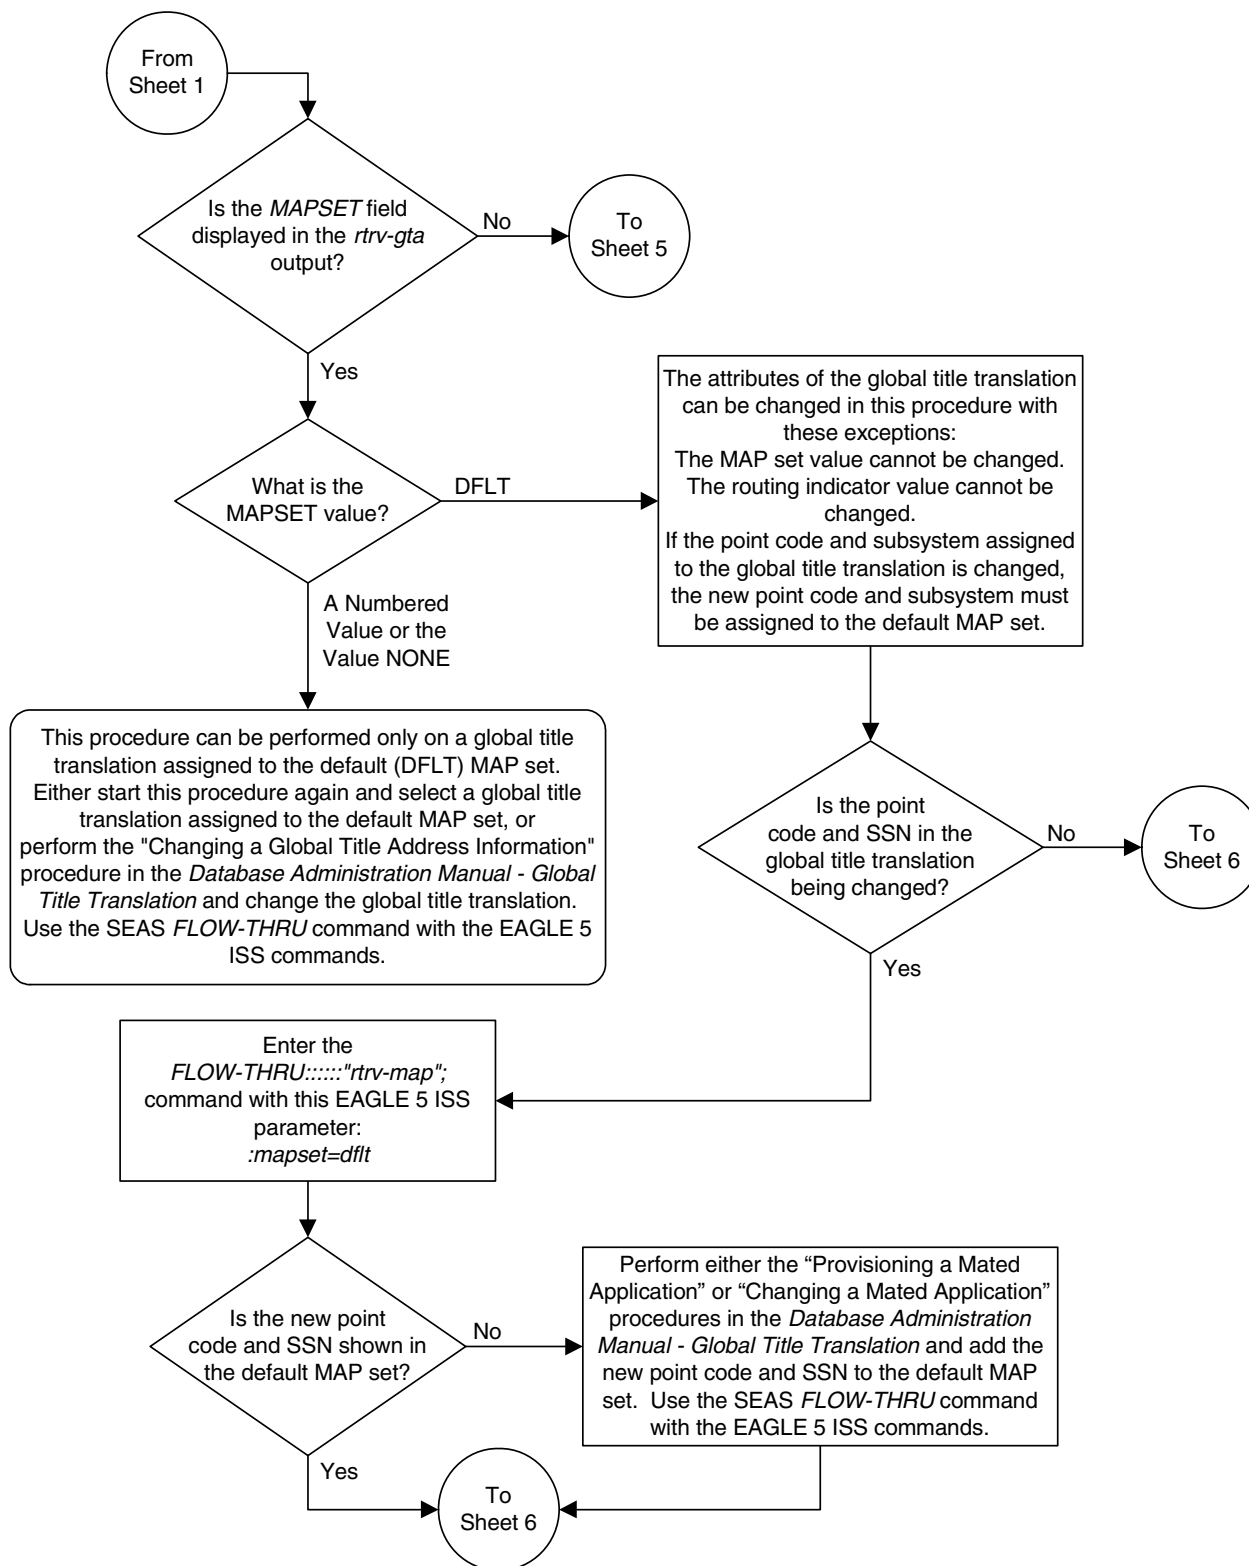 From
Sheet 1
Is the MAPSET field
displayed in the rtrv-gta
output?
No
To
Sheet 5
Yes
What is the
MAPSET value?
DFLT
The attributes of the global title translation
can be changed in this procedure with
these exceptions:
The MAP set value cannot be changed.
The routing indicator value cannot be
changed.
If the point code and subsystem assigned
to the global title translation is changed,
the new point code and subsystem must
be assigned to the default MAP set.
A Numbered
Value or the
Value NONE
This procedure can be performed only on a global title
translation assigned to the default (DFLT) MAP set.
Either start this procedure again and select a global title
translation assigned to the default MAP set, or
perform the "Changing a Global Title Address Information"
procedure in the Database Administration Manual - Global
Title Translation and change the global title translation.
Use the SEAS FLOW-THRU command with the EAGLE 5
ISS commands.
Is the point
code and SSN in the
global title translation
being changed?
No
To
Sheet 6
Yes
Enter the
FLOW-THRU::::::"rtrv-map";
command with this EAGLE 5 ISS
parameter:
:mapset=dflt
Is the new point
code and SSN shown in
the default MAP set?
No
Perform either the “Provisioning a Mated
Application” or “Changing a Mated Application”
procedures in the Database Administration
Manual - Global Title Translation and add the
new point code and SSN to the default MAP
set.  Use the SEAS FLOW-THRU command
with the EAGLE 5 ISS commands.
Yes
To
Sheet 6